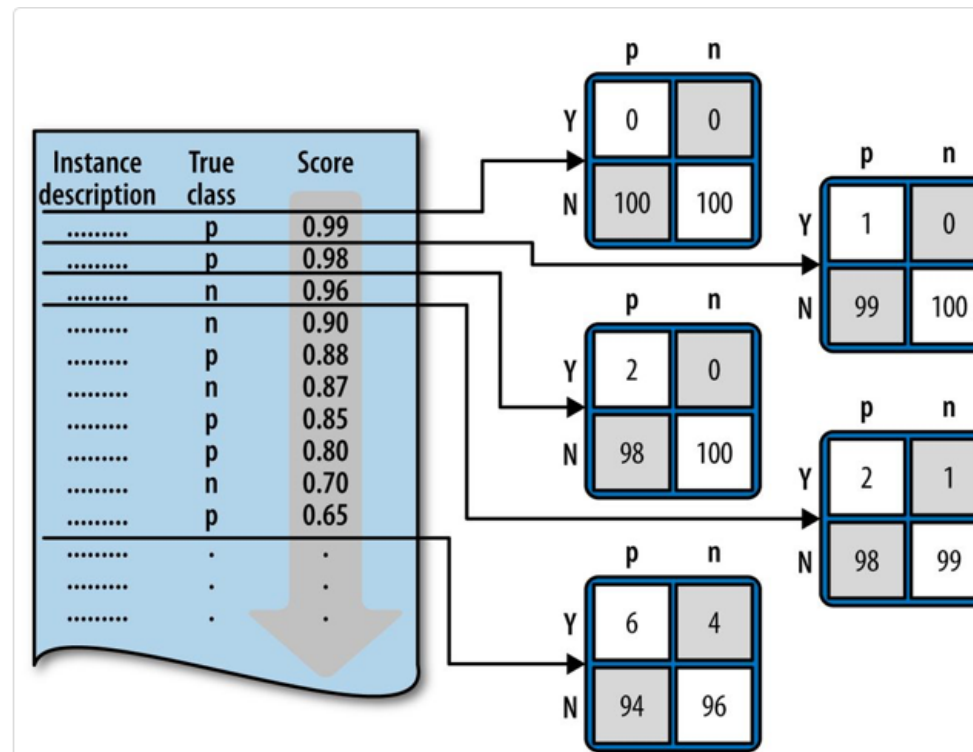 Instance True Score
description class
......... p 0.99
......... p 0.98
......... n 0.96
......... n 0.90
......... p 0.88
......... n 0.87
......... p 0.85
......... p 0.80
......... n 0.70
......... p 0.65
......... . .
......... . .
......... . .
p n
Y 0 0
N 100 100
p n
Y 1 0
N 99 100
p n
Y 2 0
N 98 100
p n
Y 2 1
N 98 99
p n
Y 6 4
N 94 96